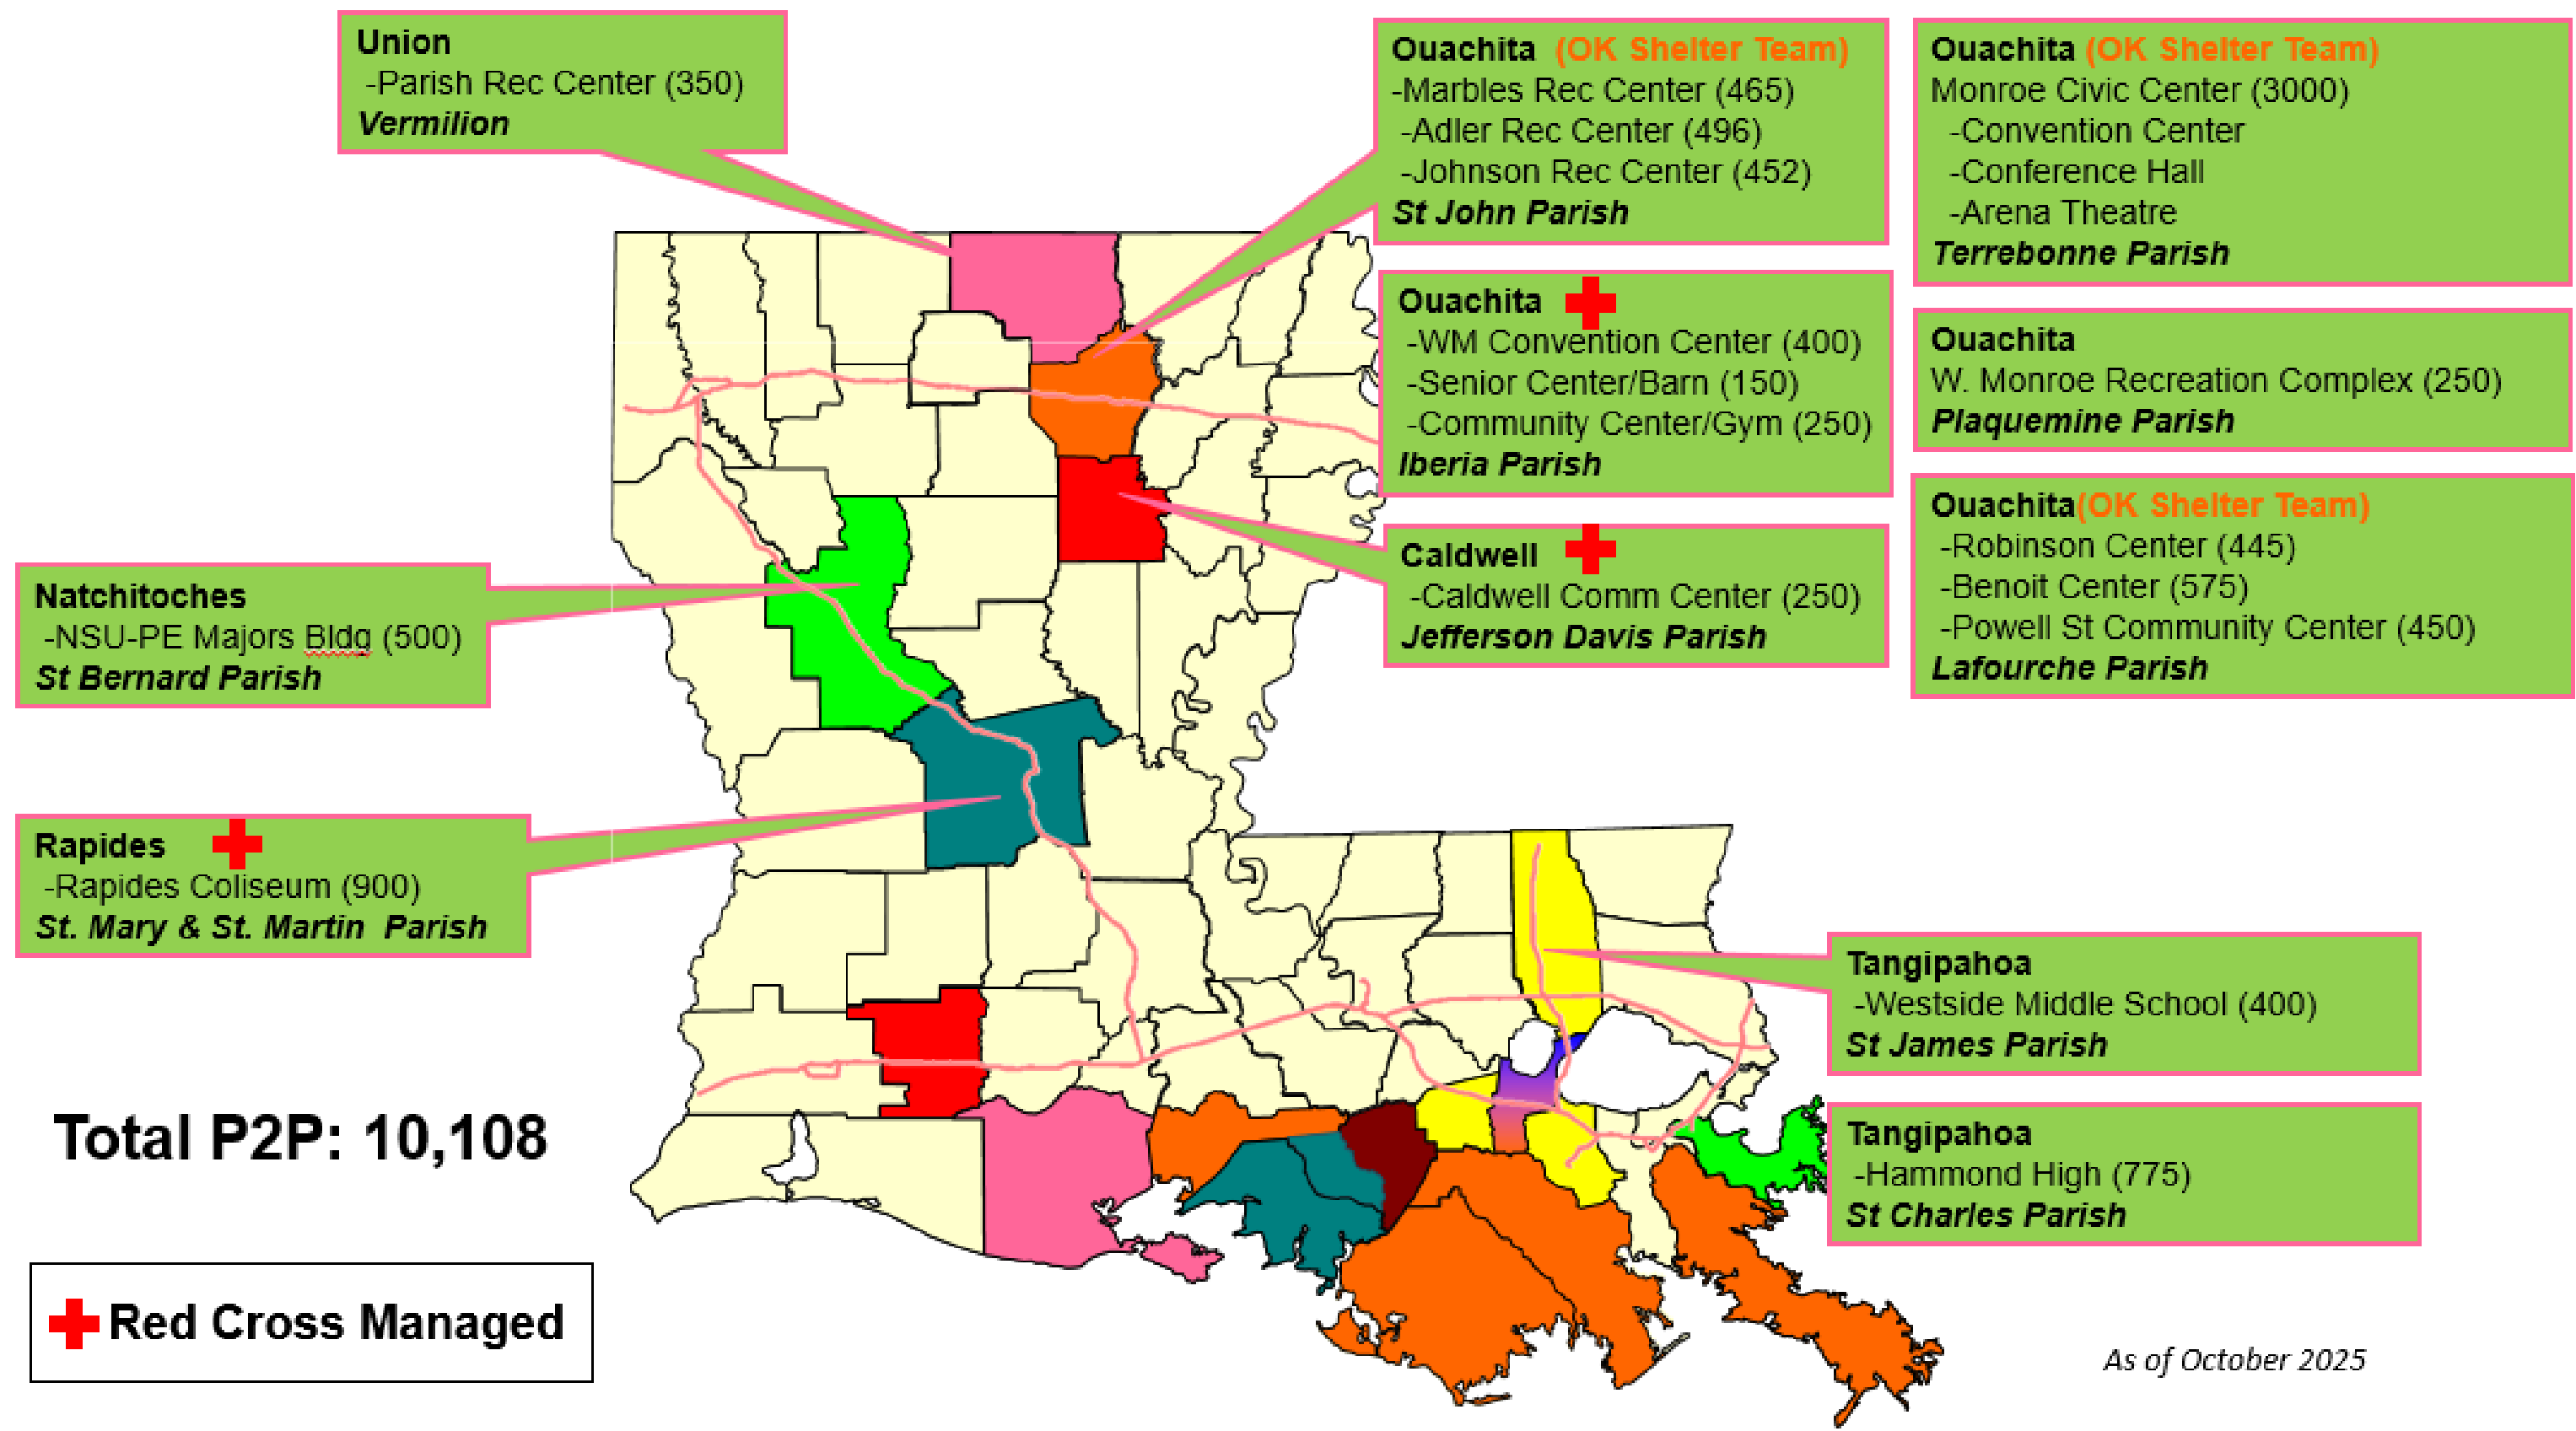 Union
-Parish Rec Center (350)
Vermilion
Ouachita (OK Shelter Team)
-Marbles Rec Center (465)
-Adler Rec Center (496)
-Johnson Rec Center (452)
St John Parish
Ouachita (OK Shelter Team)
Monroe Civic Center (3000)
-Convention Center
-Conference Hall
-Arena Theatre
Terrebonne Parish
Ouachita
-WM Convention Center (400)
-Senior Center/Barn (150)
-Community Center/Gym (250)
Iberia Parish
Ouachita
W. Monroe Recreation Complex (250)
Plaquemine Parish
Caldwell
-Caldwell Comm Center (250)
Jefferson Davis Parish
Ouachita(OK Shelter Team)
-Robinson Center (445)
-Benoit Center (575)
-Powell St Community Center (450)
Lafourche Parish
Natchitoches
-NSU-PE Majors Bldg (500)
St Bernard Parish
Rapides
-Rapides Coliseum (900)
St. Mary & St. Martin Parish
Tangipahoa
-Westside Middle School (400)
St James Parish
Tangipahoa
-Hammond High (775)
St Charles Parish
Total P2P: 10,108
Red Cross Managed
As of October 2025